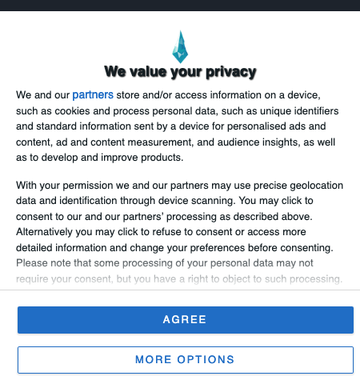 We value your privacy
We and our partners store and/or access information on a device,
such as cookies and process personal data, such as unique identifiers
and standard information sent by a device for personalised ads and
content, ad and content measurement, and audience insights, as well
as to develop and improve products.
With your permission we and our partners may use precise geolocation
data and identification through device scanning. You may click to
consent to our and our partners’ processing as described above.
Alternatively you may click to refuse to consent or access more
detailed information and change your preferences before consenting.
Please note that some processing of your personal data may not
require your consent, but you have a right to object to such processing.
AGREE
MORE OPTIONS